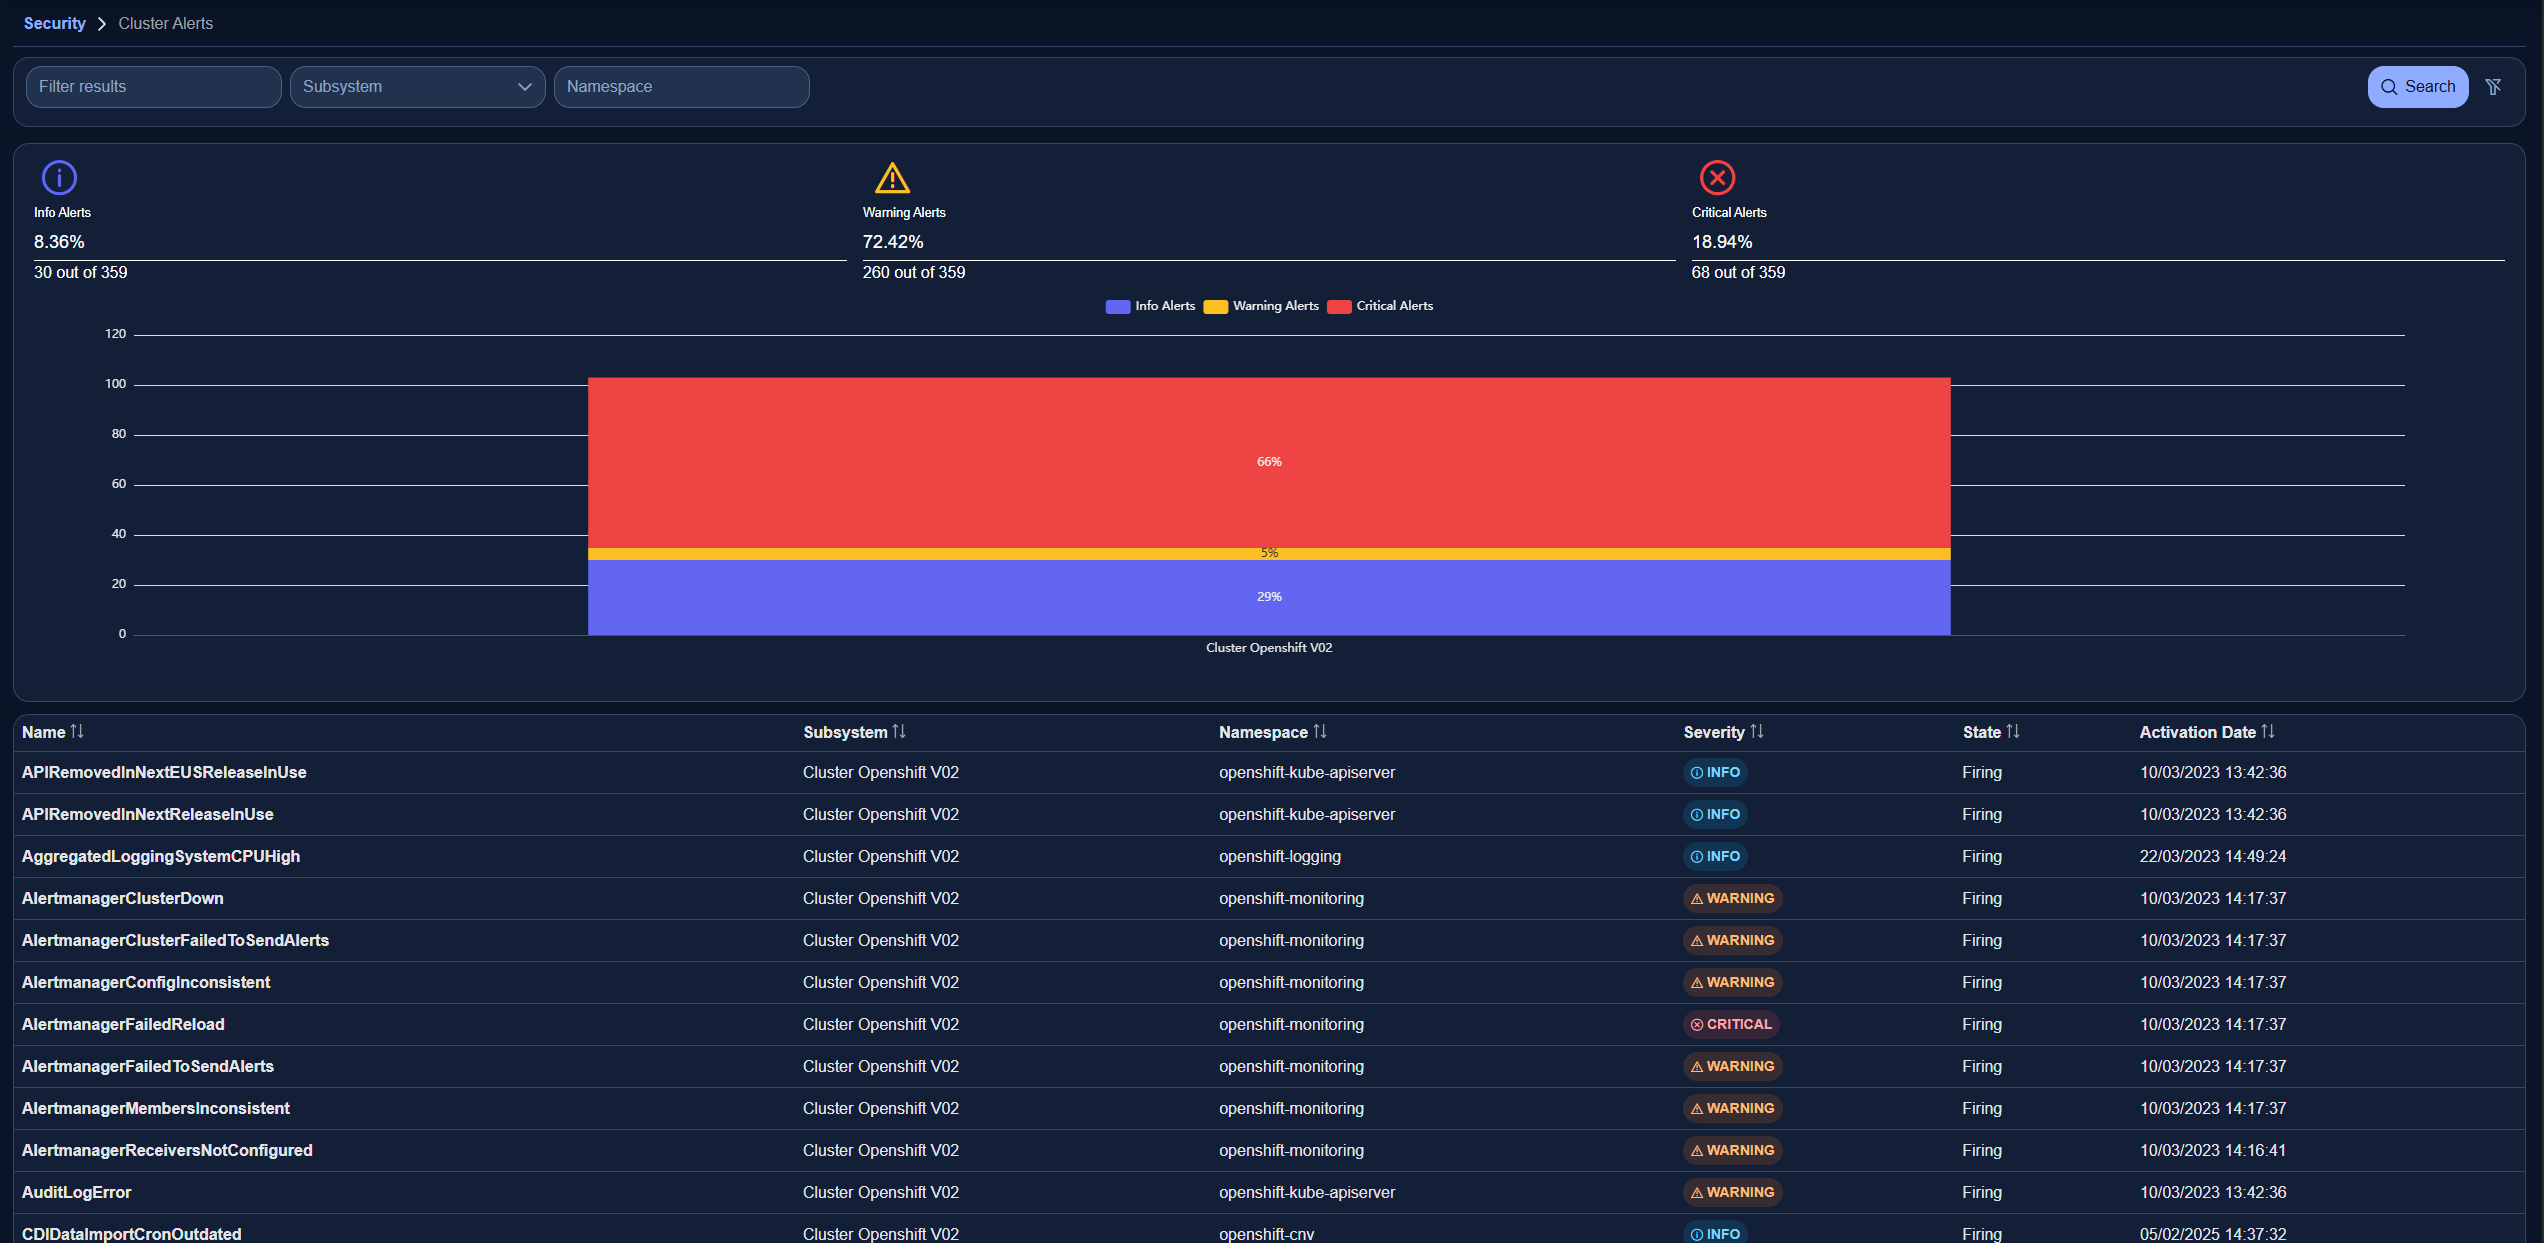 Security > Cluster Alerts
Filter results Subsystem Namespace Search
Info Alerts Warning Alerts Critical Alerts
8.36% 72.42% 18.94%
30 out of 359 260 out of 359 68 out of 359
Info Alerts Warning Alerts Critical Alerts
120
100
80
66%
60
40
5%
20
29%
0
Cluster Openshift V02
Name Subsystem Namespace Severity State Activation Date
APIRemovedInNextEUSReleaseInUse Cluster Openshift V02 openshift-kube-apiserver INFO Firing 10/03/2023 13:42:36
APIRemovedInNextReleaseInUse Cluster Openshift V02 openshift-kube-apiserver INFO Firing 10/03/2023 13:42:36
AggregatedLoggingSystemCPUHigh Cluster Openshift V02 openshift-logging INFO Firing 22/03/2023 14:49:24
AlertmanagerClusterDown Cluster Openshift V02 openshift-monitoring WARNING Firing 10/03/2023 14:17:37
AlertmanagerClusterFailedToSendAlerts Cluster Openshift V02 openshift-monitoring WARNING Firing 10/03/2023 14:17:37
AlertmanagerConfigInconsistent Cluster Openshift V02 openshift-monitoring WARNING Firing 10/03/2023 14:17:37
AlertmanagerFailedReload Cluster Openshift V02 openshift-monitoring CRITICAL Firing 10/03/2023 14:17:37
AlertmanagerFailedToSendAlerts Cluster Openshift V02 openshift-monitoring WARNING Firing 10/03/2023 14:17:37
AlertmanagerMembersInconsistent Cluster Openshift V02 openshift-monitoring WARNING Firing 10/03/2023 14:17:37
AlertmanagerReceiversNotConfigured Cluster Openshift V02 openshift-monitoring WARNING Firing 10/03/2023 14:16:41
AuditLogError Cluster Openshift V02 openshift-kube-apiserver WARNING Firing 10/03/2023 13:42:36
CDIDataImportCronOutdated Cluster Openshift V02 openshift-cnv INFO Firing 05/02/2025 14:37:32